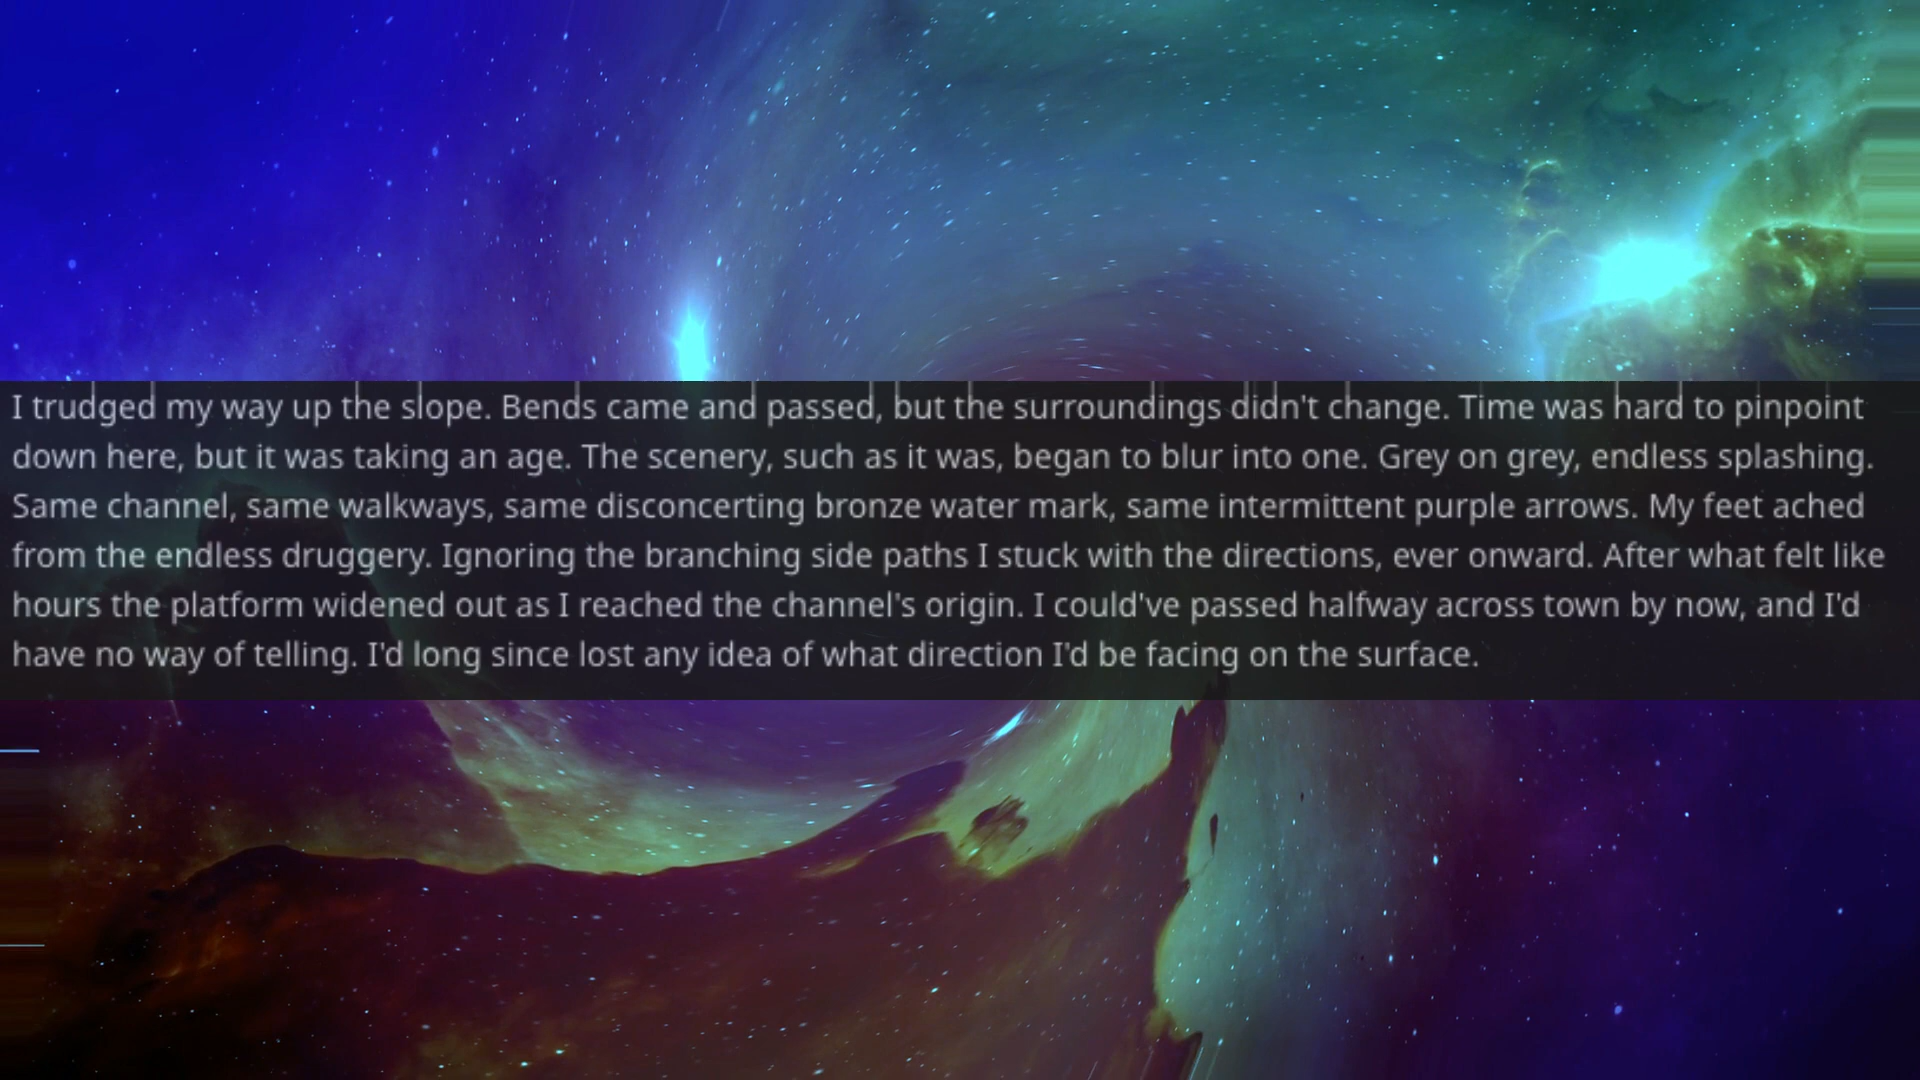 I trudged my way up the slope. Bends came and passed, but the surroundings didn't change. Time was hard to pinpoint
down here, but it was taking an age. The scenery, such as it was, began to blur into one. Grey on grey, endless splashing.
Same channel, same walkways, same disconcerting bronze water mark, same intermittent purple arrows. My feet ached
from the endless druggery. Ignoring the branching side paths I stuck with the directions, ever onward. After what felt like
hours the platform widened out as I reached the channel's origin. I could've passed halfway across town by now, and I'd
have no way of telling. I'd long since lost any idea of what direction I'd be facing on the surface.